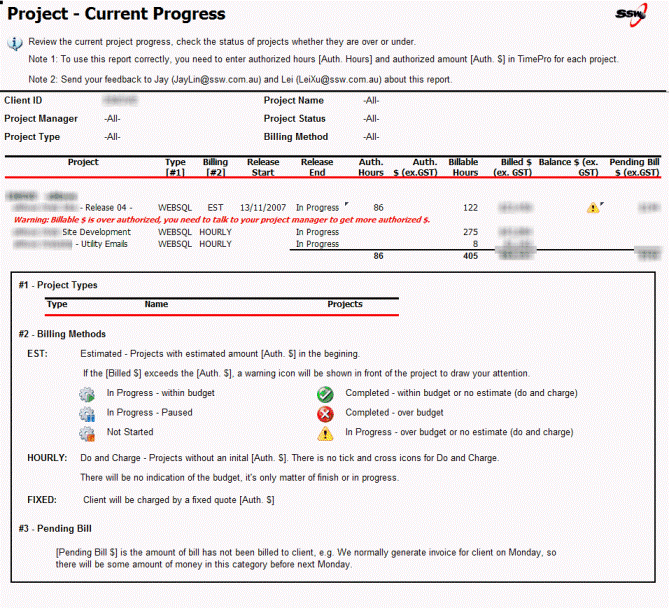 Project - Current Progress
SSW
Review the current project progress, check the status of projects whether they are over or under.
Note 1: To use this report correctly, you need to enter authorized hours [Auth. Hours] and authorized amount [Auth. $] in TimePro for each project.
Note 2: Send your feedback to Jay (JayLin@ssw.com.au) and Lei (LeiXu@ssw.com.au) about this report.
Client ID Project Name -All-
Project Manager -All- Project Status -All-
Project Type -All- Billing Method -All-
Project Type Billing Release Release Auth. Auth. Billable Billed $ Balance $ (ex. Pending Bill
[#1] [#2] Start End Hours $ (ex.GST) Hours (ex. GST) GST) $ (ex.GST)
- Release 04 - WEBSQL EST 13/11/2007 In Progress 86 122
Warning: Billable $ is over authorized, you need to talk to your project manager to get more authorized $.
Site Development WEBSQL HOURLY In Progress 275
- Utility Emails WEBSQL HOURLY In Progress 8
86 405
#1 - Project Types
Type Name Projects
#2 - Billing Methods
EST: Estimated - Projects with estimated amount [Auth. $] in the begining.
If the [Billed $] exceeds the [Auth. $], a warning icon will be shown in front of the project to draw your attention.
In Progress - within budget Completed - within budget or no estimate (do and charge)
In Progress - Paused Completed - over budget
Not Started In Progress - over budget or no estimate (do and charge)
HOURLY: Do and Charge - Projects without an inital [Auth. $]. There is no tick and cross icons for Do and Charge.
There will be no indication of the budget, it's only matter of finish or in progress.
FIXED: Client will be charged by a fixed quote [Auth. $]
#3 - Pending Bill
[Pending Bill $] is the amount of bill has not been billed to client, e.g. We normally generate invoice for client on Monday, so
there will be some amount of money in this category before next Monday.